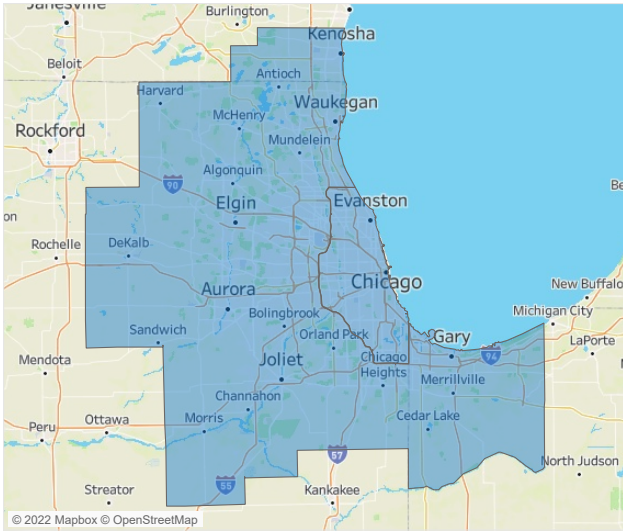 Janesville
Burlington
Kenosha
Beloit
Antioch
Harvard
Waukegan
McHenry
Rockford
Mundelein
Algonquin
90
Be
Elgin
Evanston
on
Rochelle
DeKalb
Chicago
New Buffalo
Aurora
Michigan City
Bolingbrook
Sandwich
Orland Park
Gary
LaPorte
Mendota
Joliet
Chicago
Heights
94
Merrillville
Channahon
Cedar Lake
Peru
Ottawa
Morris
57
North Judson
Streator
55
Kankakee
© 2022 Mapbox © OpenStreetMap